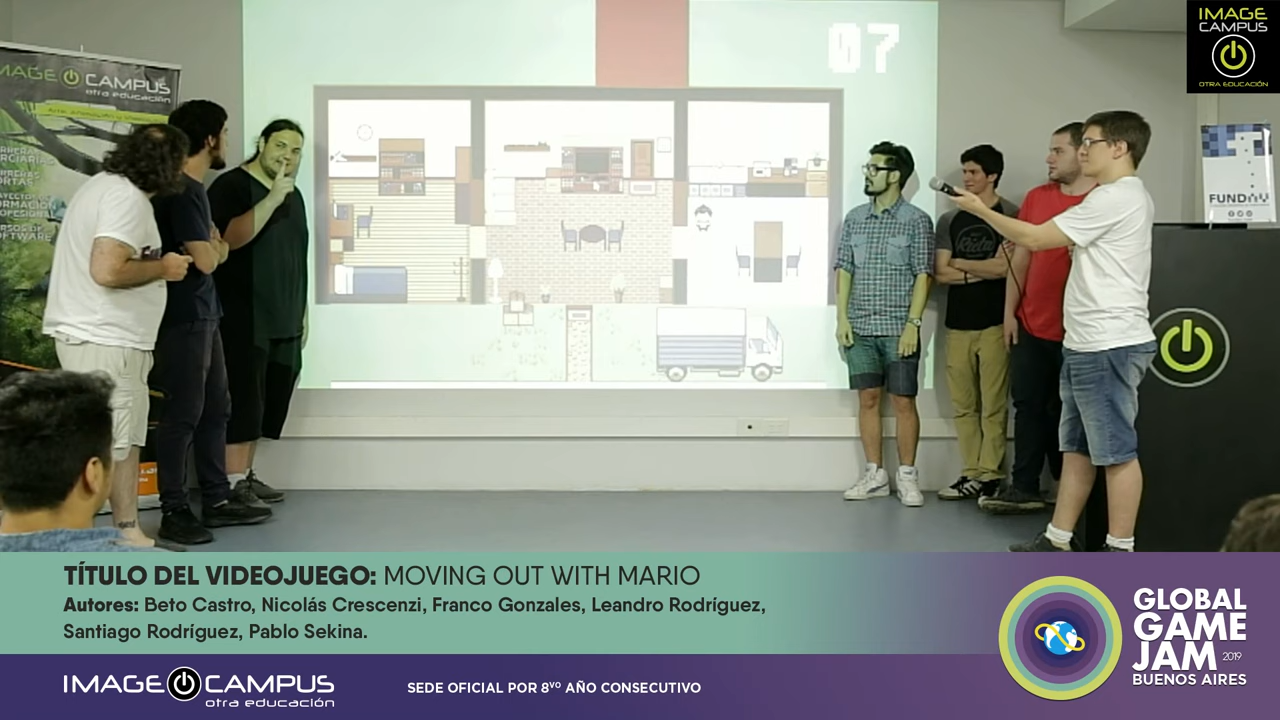 IMAGE
CAMPUS
OTRA EDUCACIÓN
IMAGE CAMPUS
otra educación
07
FUND
TÍTULO DEL VIDEOJUEGO: MOVING OUT WITH MARIO
Autores: Beto Castro, Nicolás Crescenzi, Franco Gonzales, Leandro Rodríguez,
Santiago Rodríguez, Pablo Sekina.
IMAGE CAMPUS
otra educación
SEDE OFICIAL POR 8vo AÑO CONSECUTIVO
GLOBAL
GAME
JAM 2019
BUENOS AIRES